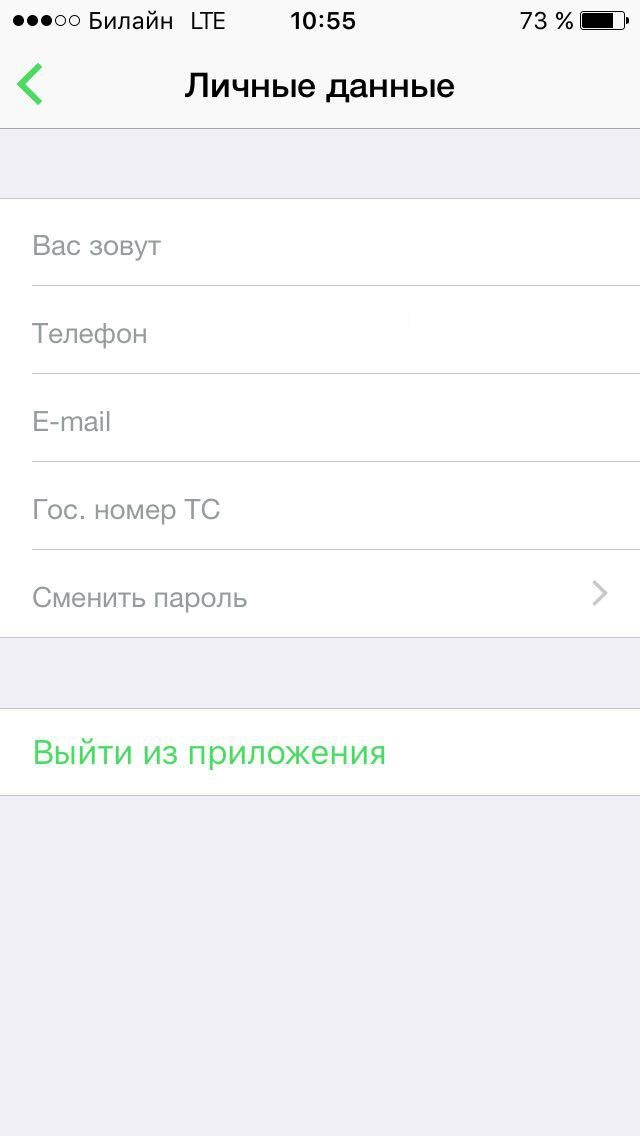 Билайн LTE 10:55 73 %
Личные данные
Вас зовут
Телефон
E-mail
Гос. номер ТС
Сменить пароль
Выйти из приложения